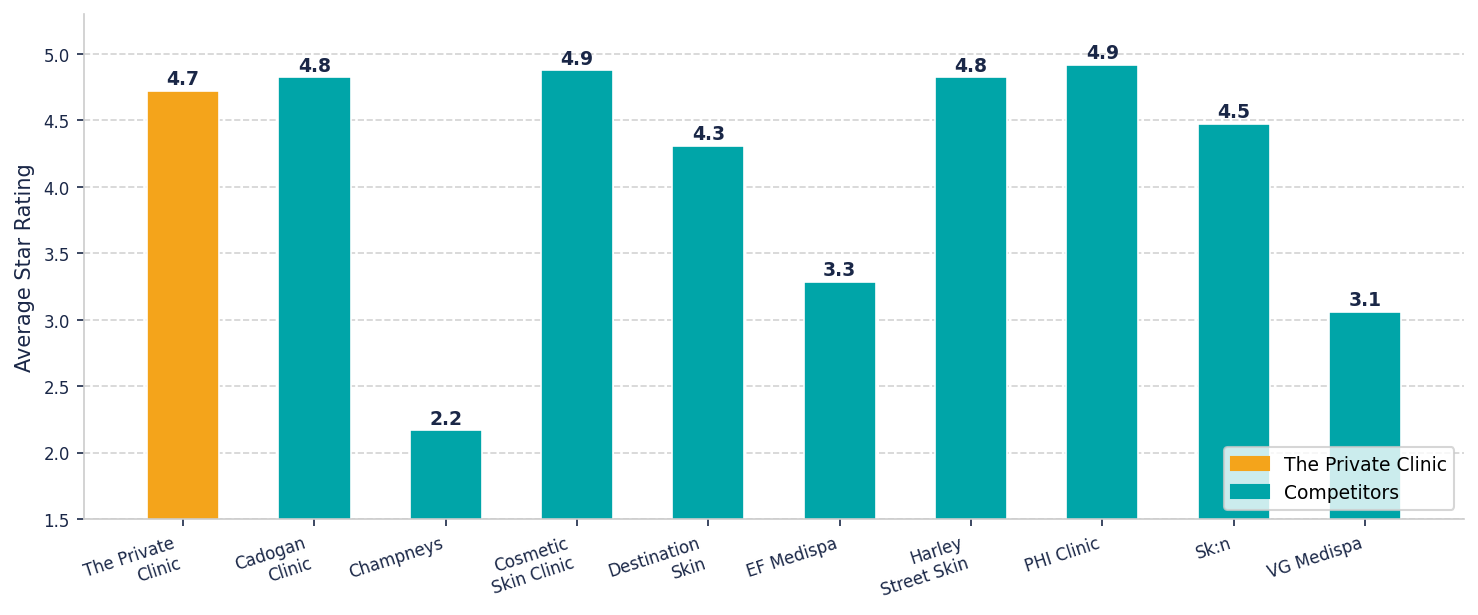 Average Star Rating
5.0
4.5
4.0
3.5
3.0
2.5
2.0
1.5
4.7
4.8
2.2
4.9
4.3
3.3
4.8
4.9
4.5
3.1
The Private
Clinic
Cadogan
Clinic
Champneys
Cosmetic
Skin Clinic
Destination
Skin
EF Medispa
Harley
Street Skin
PHI Clinic
Sk:n
VG Medispa
The Private Clinic
Competitors